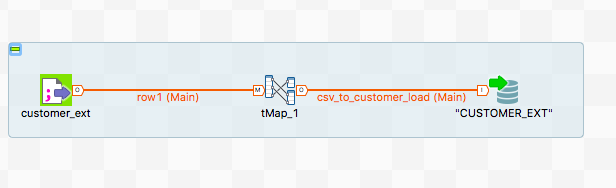 O
row1 (Main)
M
O
csv_to_customer_load (Main)
I
customer_ext
tMap_1
"CUSTOMER_EXT"